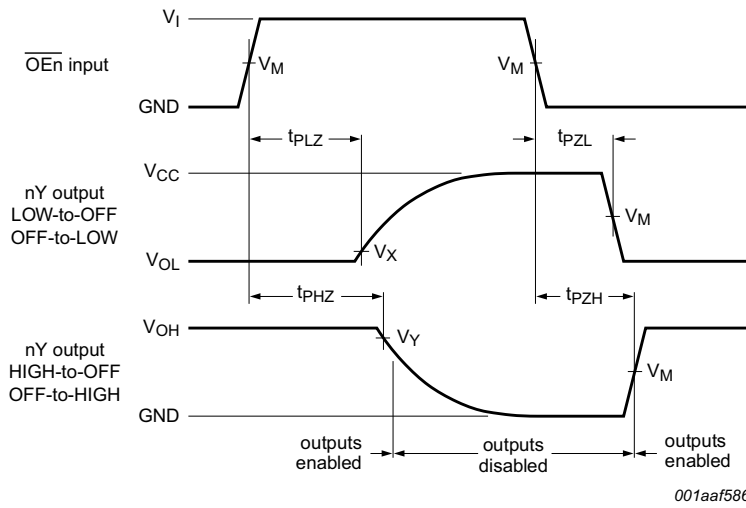 V_I
OEn input
V_M
V_M
GND
t_PLZ
t_PZL
V_CC
nY output
LOW-to-OFF
OFF-to-LOW
V_M
V_X
V_OL
t_PHZ
t_PZH
V_OH
V_Y
nY output
HIGH-to-OFF
OFF-to-HIGH
V_M
GND
outputs
enabled
outputs
disabled
outputs
enabled
001aaf586